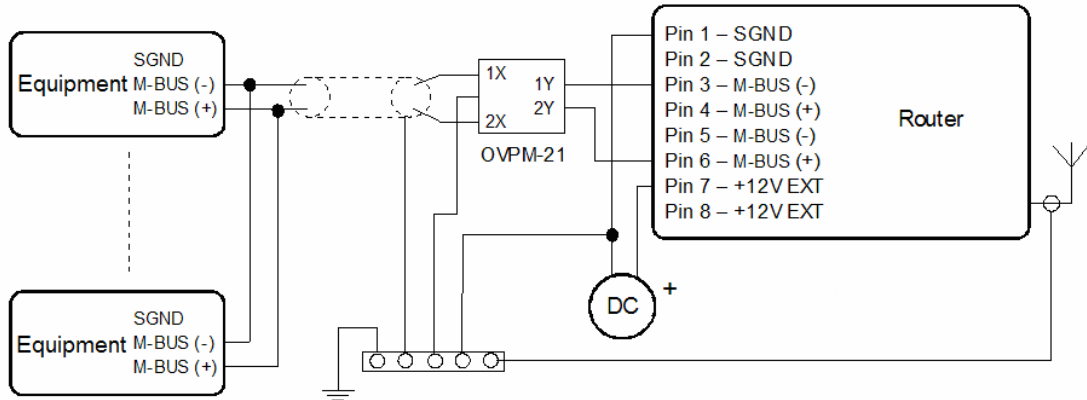 SGND
Equipment M-BUS (-)
M-BUS (+)
1X
1Y
2Y
2X
OVPM-21
Pin 1 – SGND
Pin 2 – SGND
Pin 3 – M-BUS (-)
Pin 4 – M-BUS (+)
Pin 5 – M-BUS (-)
Pin 6 – M-BUS (+)
Pin 7 – +12V EXT
Pin 8 – +12V EXT
Router
DC +
SGND
Equipment M-BUS (-)
M-BUS (+)